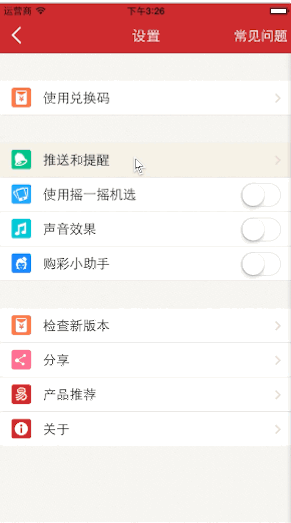 运营商 下午3:26
设置 常见问题
使用兑换码
推送和提醒
使用摇一摇机选
声音效果
购彩小助手
检查新版本
分享
产品推荐
关于